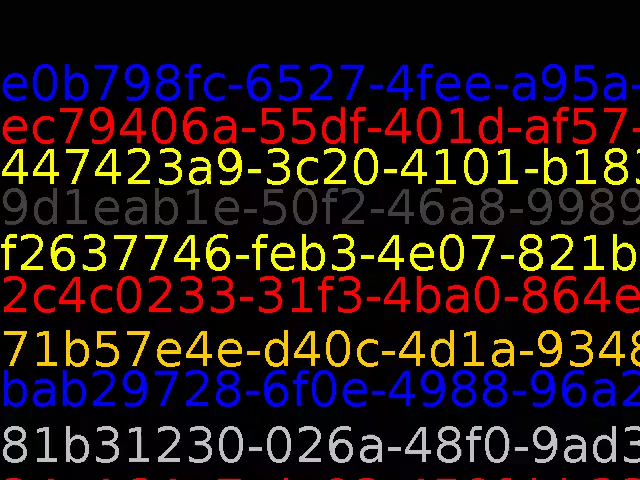 e0b798fc-6527-4fee-a95a-
ec79406a-55df-401d-af57-
447423a9-3c20-4101-b183
9d1eab1e-50f2-46a8-9989
f2637746-feb3-4e07-821b
2c4c0233-31f3-4ba0-864e
71b57e4e-d40c-4d1a-9348
bab29728-6f0e-4988-96a2
81b31230-026a-48f0-9ad3